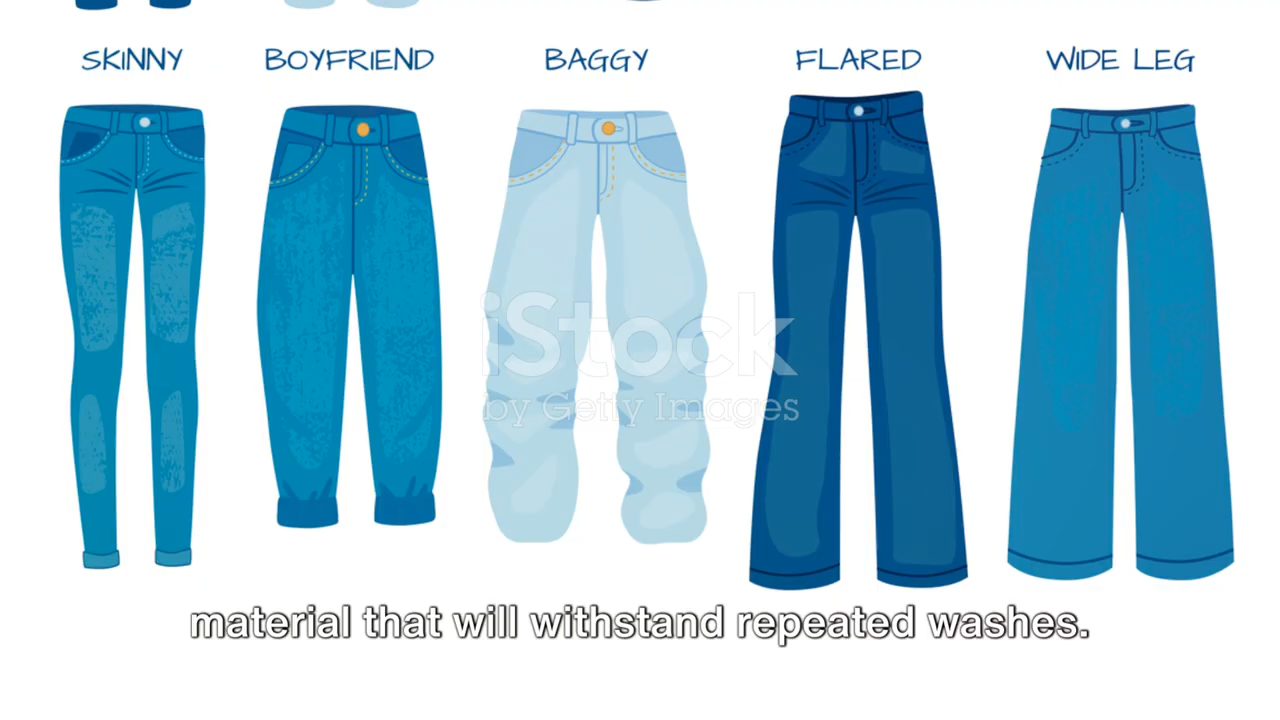 SKINNY BOYFRIEND BAGGY FLARED WIDE LEG
iStock
by Getty Images
material that will withstand repeated washes.